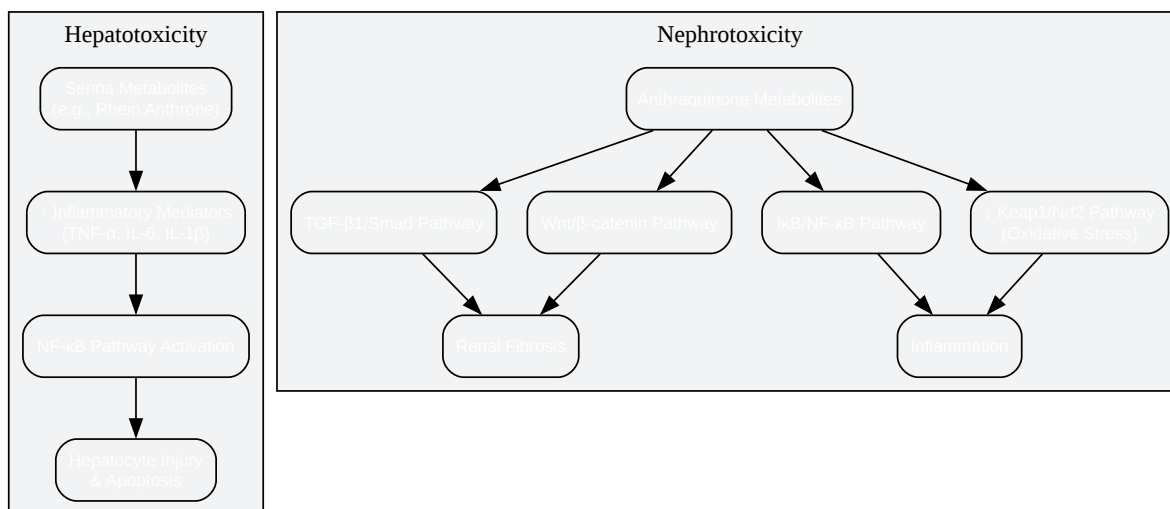 Hepatotoxicity
Senna Metabolites
(e.g., Rhein Anthrone)
↑ Inflammatory Mediators
(TNF-α, IL-6, IL-1β)
NF-κB Pathway Activation
Hepatocyte Injury
& Apoptosis
Nephrotoxicity
Anthraquinone Metabolites
TGF-β1/Smad Pathway
Wnt/β-catenin Pathway
IκB/NF-κB Pathway
↓ Keap1/Nrf2 Pathway
(Oxidative Stress)
Renal Fibrosis
Inflammation